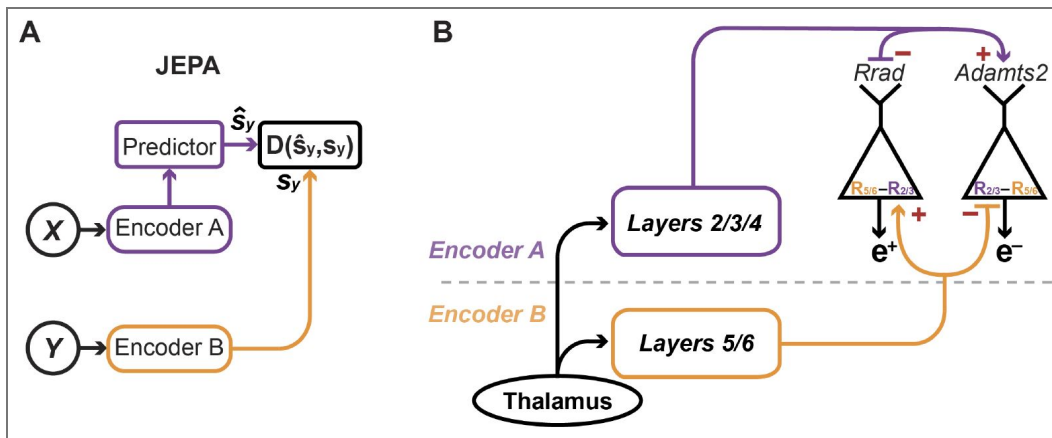 A
JEPA
Predictor
ŝy
D(ŝy,sy)
sy
X
Encoder A
Y
Encoder B
B
−
+
Rrad
Adamts2
R5/6–R2/3
R2/3–R5/6
+
−
e+
e−
Layers 2/3/4
Encoder A
Encoder B
Layers 5/6
Thalamus